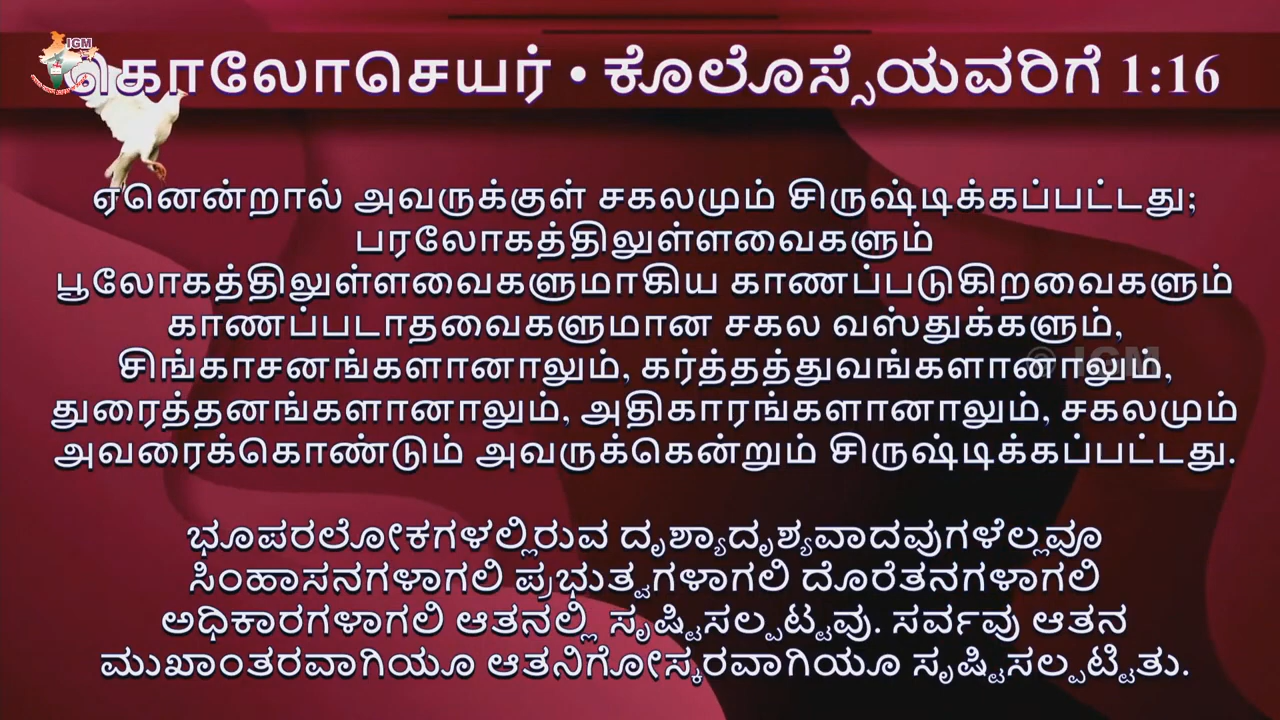 IGM
கொலோசெயர் • ಕೊಲೊಸ್ಸೆಯವರಿಗೆ 1:16
ஏனென்றால் அவருக்குள் சகலமும் சிருஷ்டிக்கப்பட்டது;
பரலோகத்திலுள்ளவைகளும்
பூலோகத்திலுள்ளவைகளுமாகிய காணப்படுகிறவைகளும்
காணப்படாதவைகளுமான சகல வஸ்துக்களும்,
சிங்காசனங்களானாலும், கர்த்தத்துவங்களானாலும்,
© IGM
துரைத்தனங்களானாலும், அதிகாரங்களானாலும், சகலமும்
அவரைக்கொண்டும் அவருக்கென்றும் சிருஷ்டிக்கப்பட்டது.
ಭೂಪರಲೋಕಗಳಲ್ಲಿರುವ ದೃಶ್ಯಾದೃಶ್ಯವಾದವುಗಳೆಲ್ಲವೂ
ಸಿಂಹಾಸನಗಳಾಗಲಿ ಪ್ರಭುತ್ವಗಳಾಗಲಿ ದೊರೆತನಗಳಾಗಲಿ
ಅಧಿಕಾರಗಳಾಗಲಿ ಆತನಲ್ಲಿ ಸೃಷ್ಟಿಸಲ್ಪಟ್ಟವು. ಸರ್ವವು ಆತನ
ಮುಖಾಂತರವಾಗಿಯೂ ಆತನಿಗೋಸ್ಕರವಾಗಿಯೂ ಸೃಷ್ಟಿಸಲ್ಪಟ್ಟಿತು.